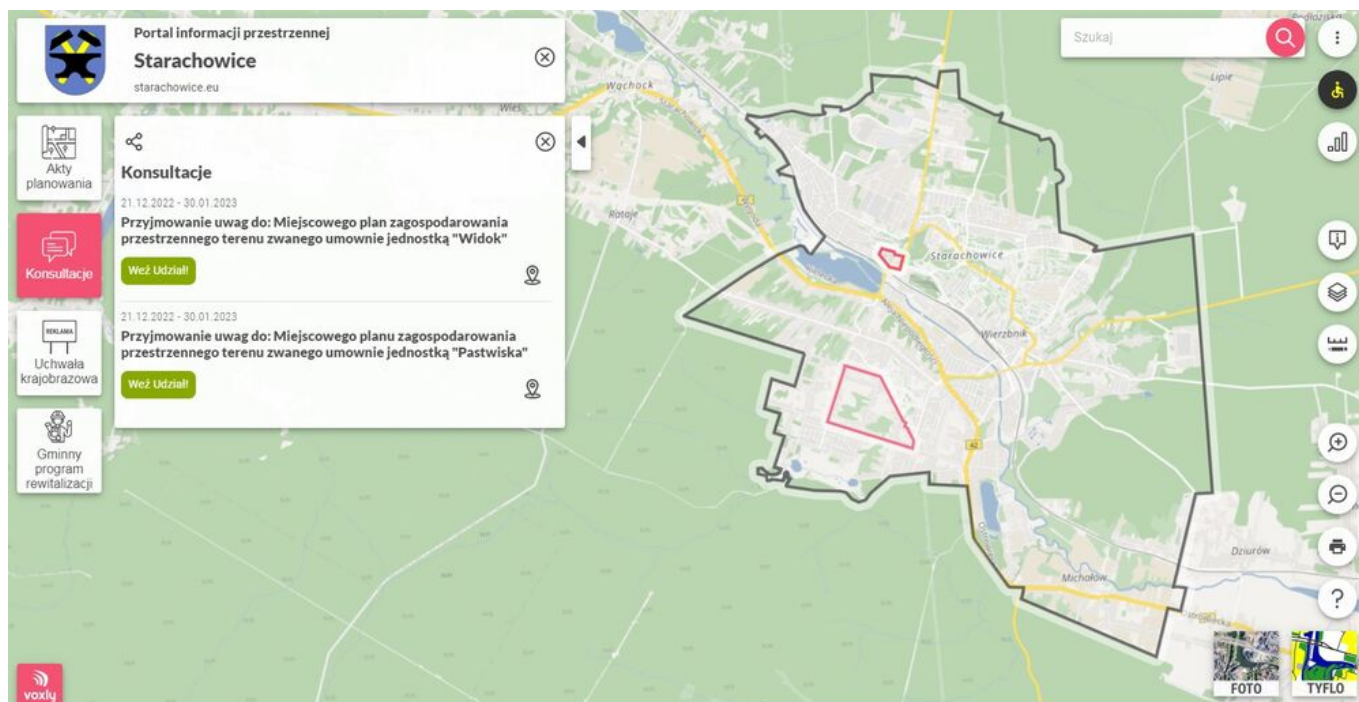 Portal informacji przestrzennej
Starachowice
starachowice.eu
Szukaj
Akty
planowania
Konsultacje
REKLAMA
Uchwała
krajobrazowa
Gminny
program
rewitalizacji
voxly
Konsultacje
21.12.2022 - 30.01.2023
Przyjmowanie uwag do: Miejscowego plan zagospodarowania
przestrzennego terenu zwanego umownie jednostką "Widok"
Weź Udział!
21.12.2022 - 30.01.2023
Przyjmowanie uwag do: Miejscowego planu zagospodarowania
przestrzennego terenu zwanego umownie jednostką "Pastwiska"
Weź Udział!
Wąchock
Lipie
Rataje
Starachowice
Wierzbnik
42
Dziurów
Michałów
FOTO
TYFLO